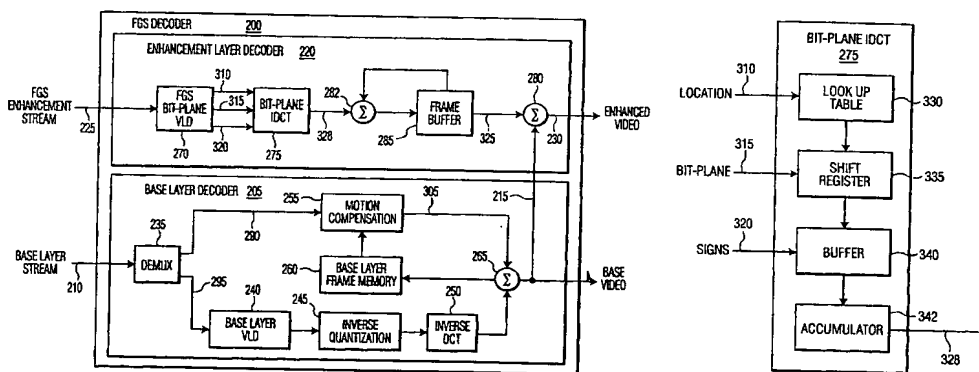 FGS DECODER 200
ENHANCEMENT LAYER DECODER 220
FGS
ENHANCEMENT
STREAM
225
FGS
BIT-PLANE
VLD
270
310
315
320
BIT-PLANE
IDCT
275
328
282
Σ
FRAME
BUFFER
285
325
280
Σ
230
ENHANCED
VIDEO
BASE LAYER DECODER 205
BASE LAYER
STREAM
210
235
DEMUX
290
295
255
MOTION
COMPENSATION
305
260
BASE LAYER
FRAME MEMORY
265
Σ
215
BASE
VIDEO
240
BASE LAYER
VLD
245
INVERSE
QUANTIZATION
250
INVERSE
DCT
BIT-PLANE IDCT
275
LOCATION
310
LOOK UP
TABLE
330
BIT-PLANE
315
SHIFT
REGISTER
335
SIGNS
320
BUFFER
340
ACCUMULATOR
342
328